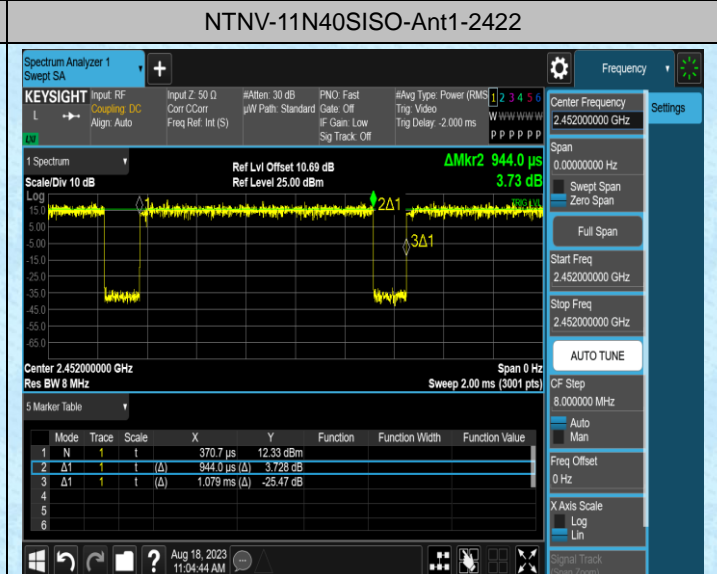 NTNV-11N40SISO-Ant1-2422
Spectrum Analyzer 1
Swept SA
+
Frequency
KEYSIGHT
L
Input: RF
Coupling: DC
Align: Auto
Input Z: 50 Ω
Corr CCorr
Freq Ref: Int (S)
#Atten: 30 dB
µW Path: Standard
PNO: Fast
Gate: Off
IF Gain: Low
Sig Track: Off
#Avg Type: Power (RMS
Trig: Video
Trig Delay: -2.000 ms
1 2 3 4 5 6
W W W W W W
P P P P P P
Center Frequency
2.452000000 GHz
Settings
Span
0.00000000 Hz
Swept Span
Zero Span
Full Span
Start Freq
2.452000000 GHz
Stop Freq
2.452000000 GHz
AUTO TUNE
CF Step
8.000000 MHz
Auto
Man
Freq Offset
0 Hz
X Axis Scale
Log
Lin
Signal Track
(Span Zoom)
1 Spectrum
Scale/Div 10 dB
Ref Lvl Offset 10.69 dB
Ref Level 25.00 dBm
ΔMkr2 944.0 µs
3.73 dB
Log
TRIG LVL
15.0
5.00
-5.00
-15.0
-25.0
-35.0
-45.0
-55.0
-65.0
1
2Δ1
3Δ1
Center 2.452000000 GHz
Res BW 8 MHz
Span 0 Hz
Sweep 2.00 ms (3001 pts)
5 Marker Table
Mode Trace Scale X Y Function Function Width Function Value
1 N 1 t 370.7 µs 12.33 dBm
2 Δ1 1 t (Δ) 944.0 µs (Δ) 3.728 dB
3 Δ1 1 t (Δ) 1.079 ms (Δ) -25.47 dB
4
5
6
?
Aug 18, 2023
11:04:44 AM